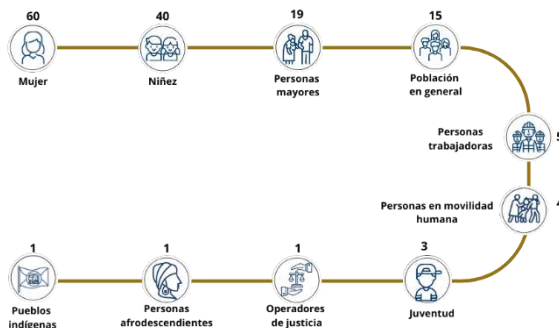 60
40
19
15
Mujer
Niñez
Personas
mayores
Población
en general
Personas
trabajadoras
5
Personas en movilidad
humana
4
1
1
1
3
Pueblos
indígenas
Personas
afrodescendientes
Operadores
de justicia
Juventud